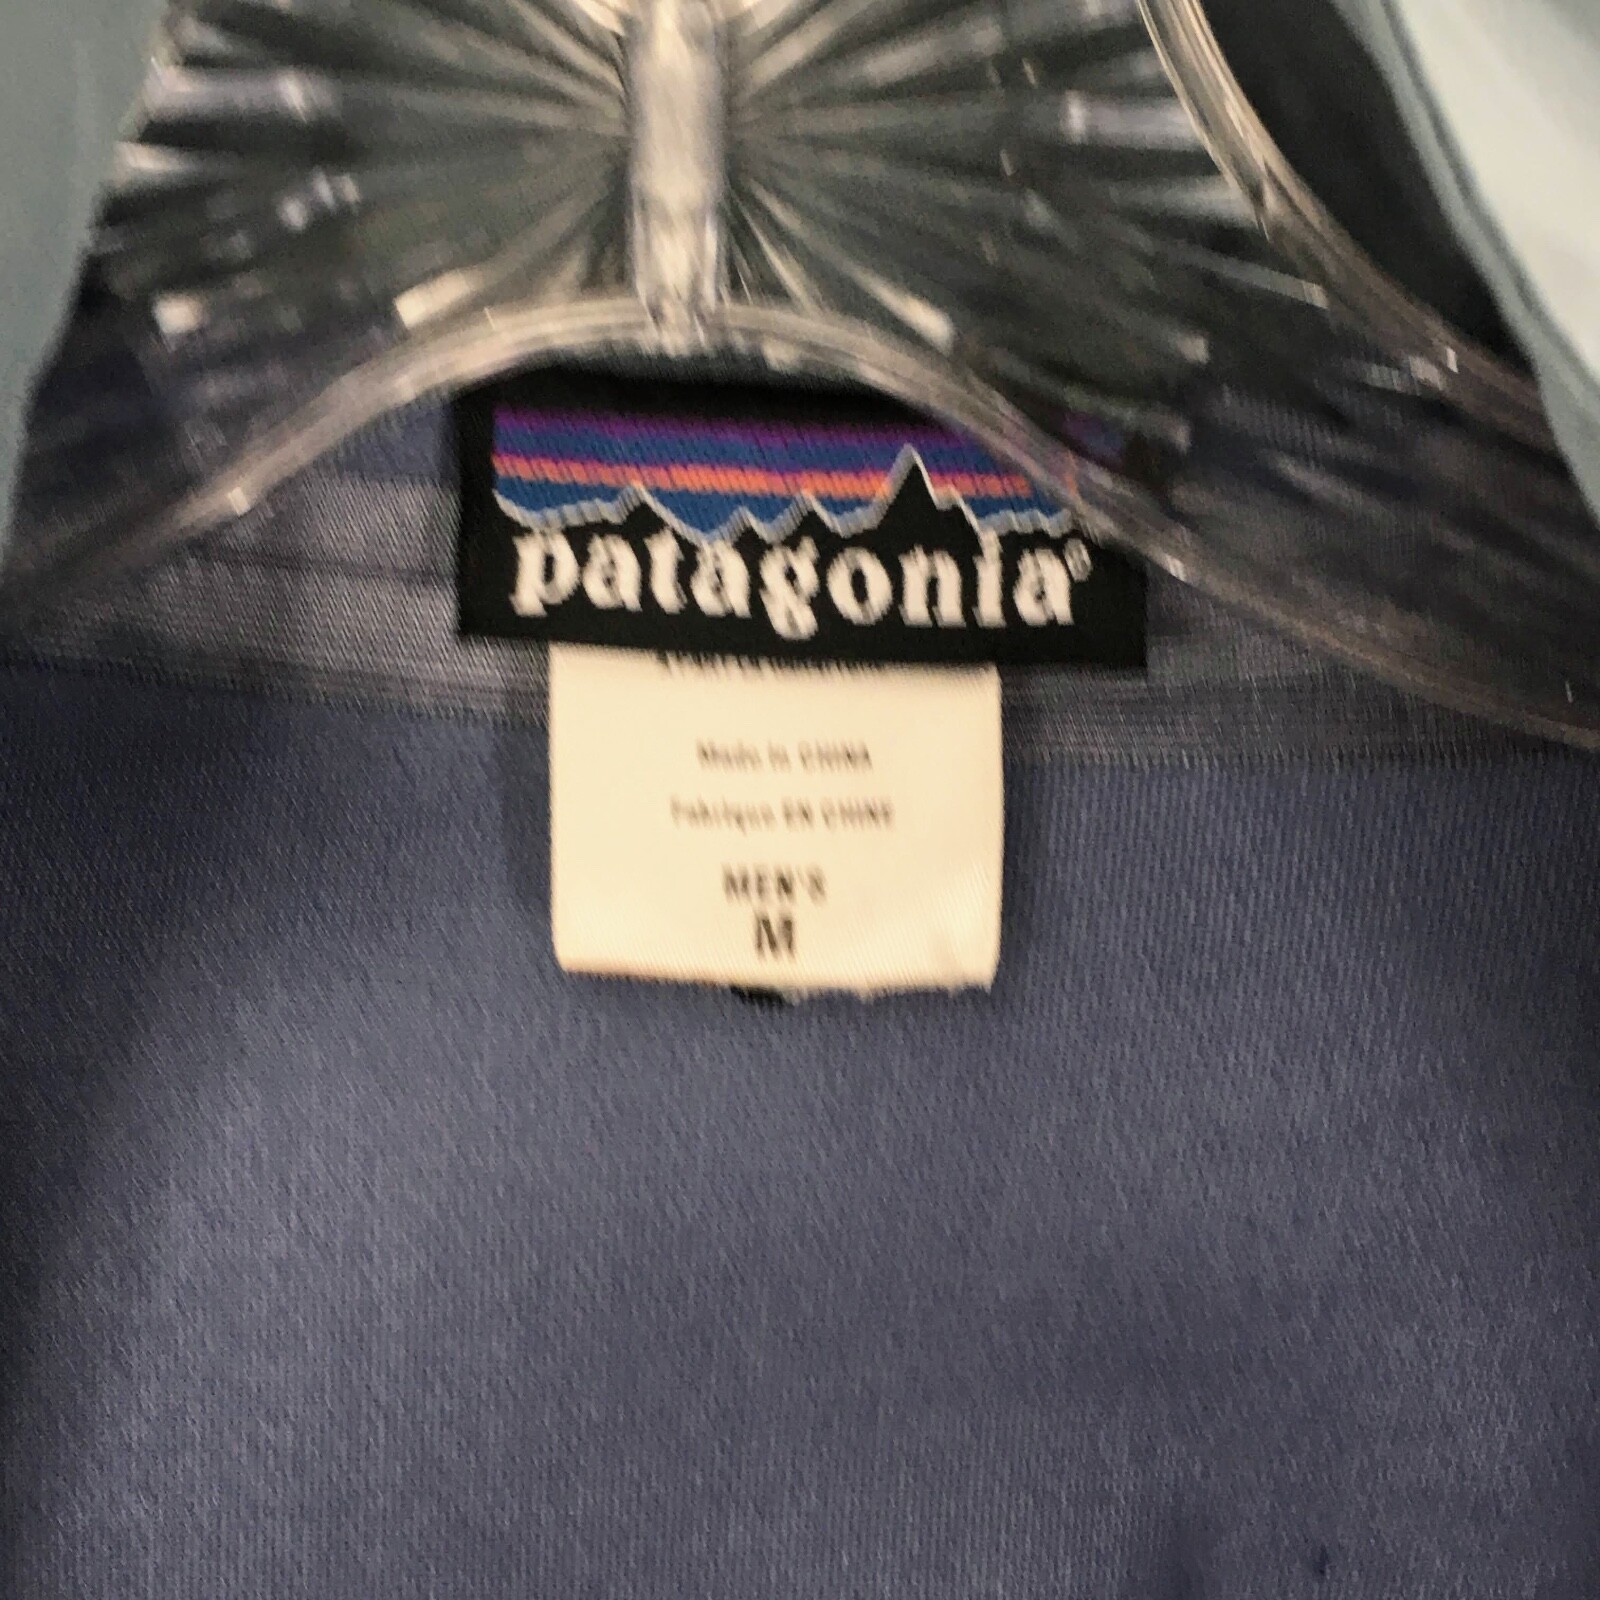 patagonia®
Made in CHINA
Fabriqué EN CHINE
MEN'S
M